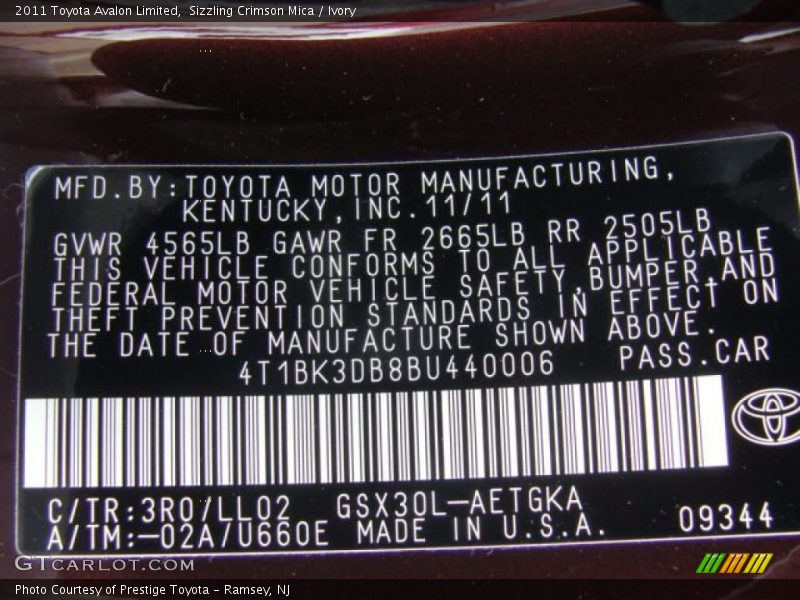 2011 Toyota Avalon Limited, Sizzling Crimson Mica / Ivory
MFD.BY:TOYOTA MOTOR MANUFACTURING,
KENTUCKY,INC.11/11
GVWR 4565LB GAWR FR 2665LB RR 2505LB
THIS VEHICLE CONFORMS TO ALL APPLICABLE
FEDERAL MOTOR VEHICLE SAFETY,BUMPER,AND
THEFT PREVENTION STANDARDS IN EFFECT ON
THE DATE OF MANUFACTURE SHOWN ABOVE.
4T1BK3DB8BU440006 PASS.CAR
C/TR:3R0/LL02 GSX30L-AETGKA
A/TM:-02A/U660E MADE IN U.S.A. 09344
GTCARLOT.COM
Photo Courtesy of Prestige Toyota - Ramsey, NJ